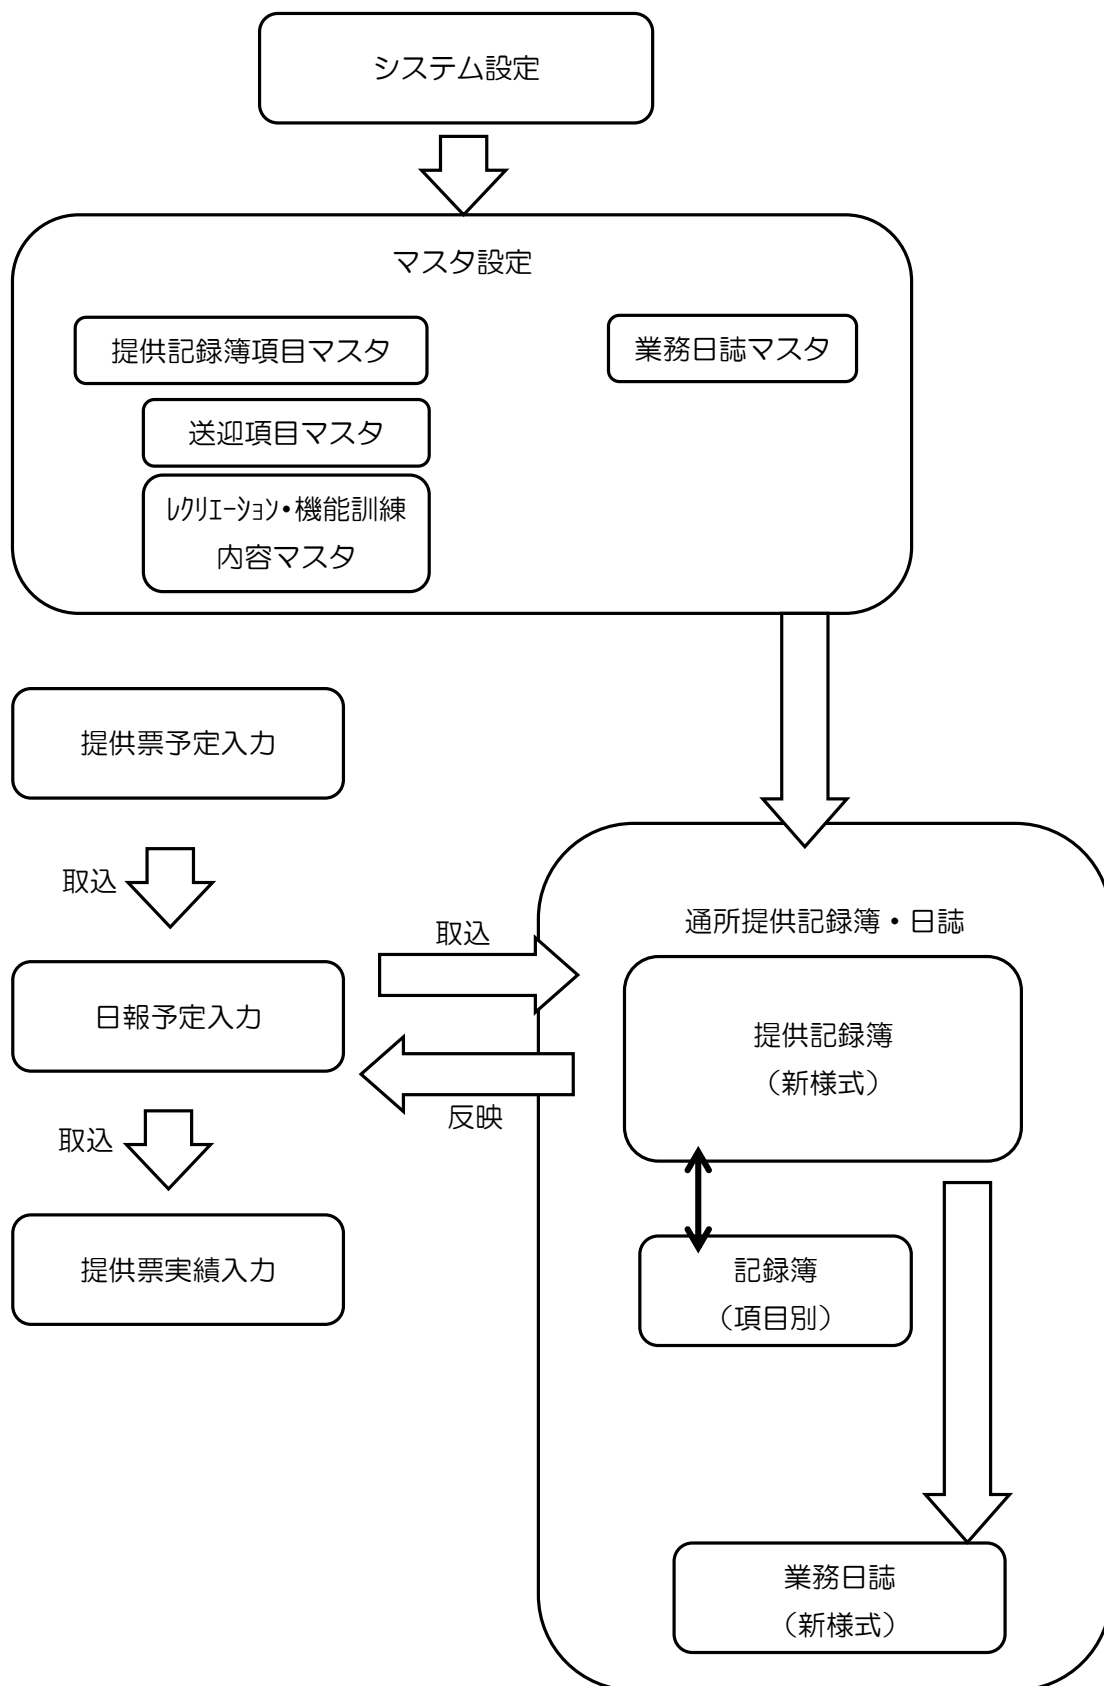 システム設定
マスタ設定
提供記録簿項目マスタ
業務日誌マスタ
送迎項目マスタ
ﾚｸﾘｴｰｼｮﾝ・機能訓練
内容マスタ
提供票予定入力
取込
日報予定入力
取込
提供票実績入力
取込
反映
通所提供記録簿・日誌
提供記録簿
（新様式）
記録簿
（項目別）
業務日誌
（新様式）